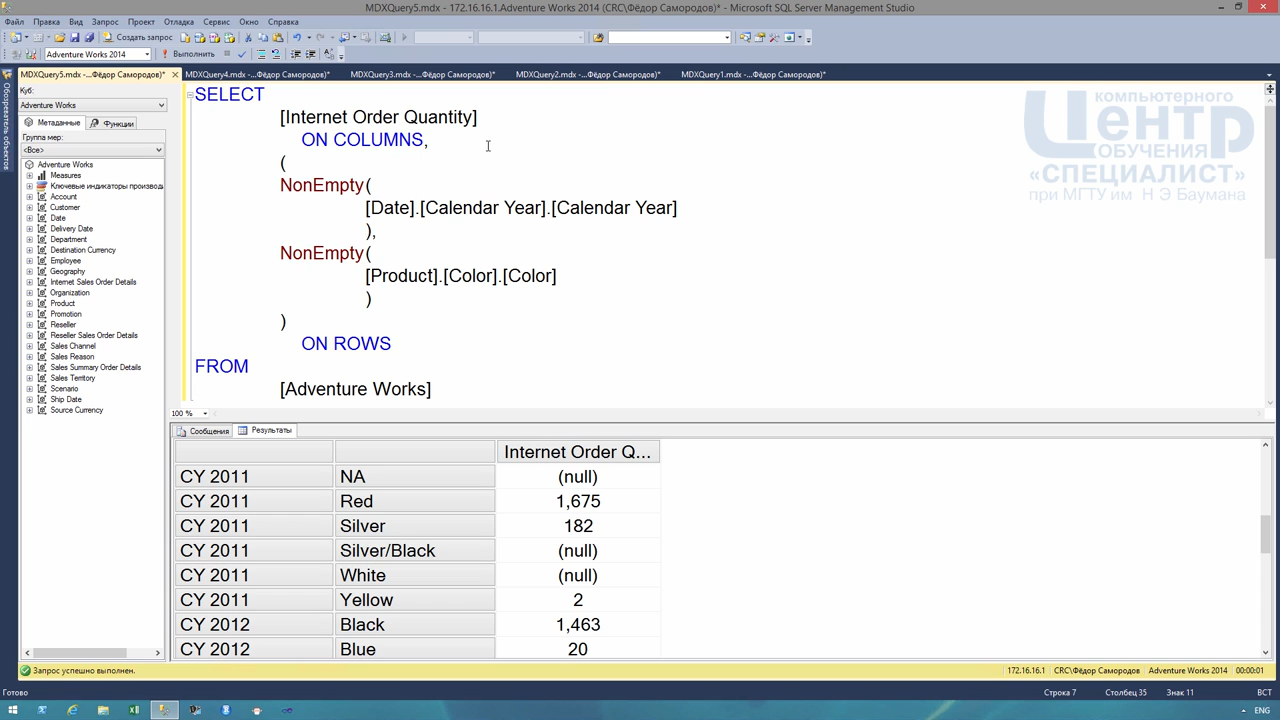 MDXQuery5.mdx - 172.16.16.1.Adventure Works 2014 (CRC\Фёдор Самородов)* - Microsoft SQL Server Management Studio
Файл Правка Вид Запрос Проект Отладка Сервис Окно Справка
Создать запрос
Adventure Works 2014 Выполнить
MDXQuery5.mdx -...Фёдор Самородов)* MDXQuery4.mdx -...Фёдор Самородов)* MDXQuery3.mdx -...Фёдор Самородов)* MDXQuery2.mdx -...Фёдор Самородов)* MDXQuery1.mdx -...Фёдор Самородов)*
Обозреватель объектов
Куб:
Adventure Works
Метаданные Функции
Группа мер:
<Все>
Adventure Works
Measures
Ключевые индикаторы производи
Account
Customer
Date
Delivery Date
Department
Destination Currency
Employee
Geography
Internet Sales Order Details
Organization
Product
Promotion
Reseller
Reseller Sales Order Details
Sales Channel
Sales Reason
Sales Summary Order Details
Sales Territory
Scenario
Ship Date
Source Currency
SELECT
[Internet Order Quantity]
ON COLUMNS,
(
NonEmpty(
[Date].[Calendar Year].[Calendar Year]
),
NonEmpty(
[Product].[Color].[Color]
)
)
ON ROWS
FROM
[Adventure Works]
компьютерного
Центр
ОБУЧЕНИЯ
«СПЕЦИАЛИСТ»
при МГТУ им Н Э Баумана
100 %
Сообщения Результаты
Internet Order Q...
CY 2011 NA (null)
CY 2011 Red 1,675
CY 2011 Silver 182
CY 2011 Silver/Black (null)
CY 2011 White (null)
CY 2011 Yellow 2
CY 2012 Black 1,463
CY 2012 Blue 20
Запрос успешно выполнен. 172.16.16.1 CRC\Фёдор Самородов Adventure Works 2014 00:00:01
Готово Строка 7 Столбец 35 Знак 11 ВСТ
ENG